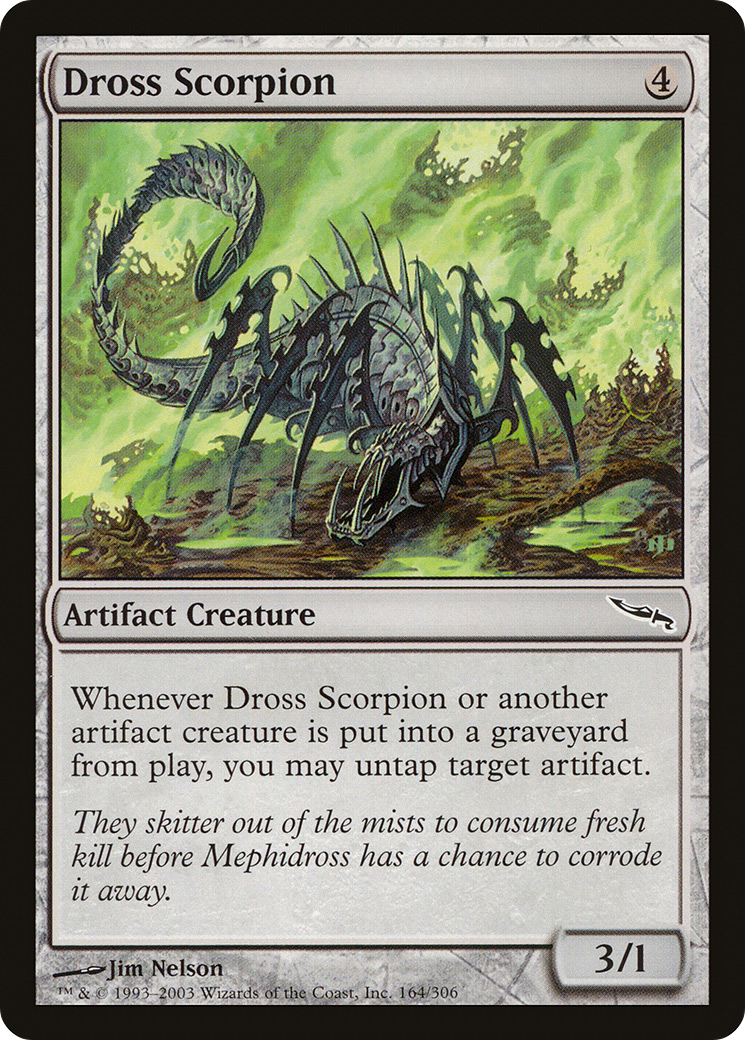 Dross Scorpion
4
Artifact Creature
Whenever Dross Scorpion or another
artifact creature is put into a graveyard
from play, you may untap target artifact.
They skitter out of the mists to consume fresh
kill before Mephidross has a chance to corrode
it away.
3/1
Jim Nelson
™ & © 1993–2003 Wizards of the Coast, Inc. 164/306